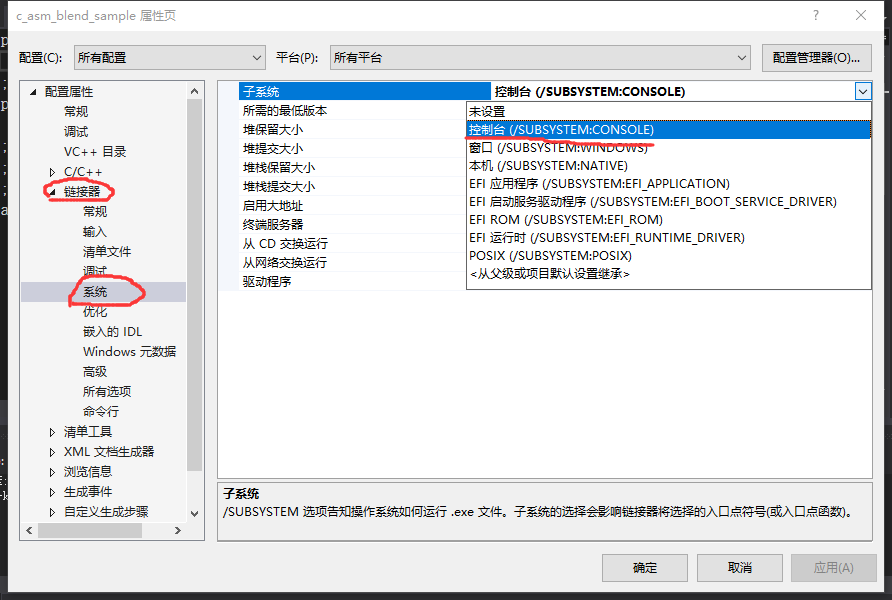 c_asm_blend_sample 属性页
配置(C): 所有配置 平台(P): 所有平台 配置管理器(O)...
配置属性
常规
调试
VC++ 目录
C/C++
链接器
常规
输入
清单文件
调试
系统
优化
嵌入的 IDL
Windows 元数据
高级
所有选项
命令行
清单工具
XML 文档生成器
浏览信息
生成事件
自定义生成步骤
子系统 控制台 (/SUBSYSTEM:CONSOLE)
所需的最低版本
堆保留大小
堆提交大小
堆栈保留大小
堆栈提交大小
启用大地址
终端服务器
从 CD 交换运行
从网络交换运行
驱动程序
未设置
控制台 (/SUBSYSTEM:CONSOLE)
窗口 (/SUBSYSTEM:WINDOWS)
本机 (/SUBSYSTEM:NATIVE)
EFI 应用程序 (/SUBSYSTEM:EFI_APPLICATION)
EFI 启动服务驱动程序 (/SUBSYSTEM:EFI_BOOT_SERVICE_DRIVER)
EFI ROM (/SUBSYSTEM:EFI_ROM)
EFI 运行时 (/SUBSYSTEM:EFI_RUNTIME_DRIVER)
POSIX (/SUBSYSTEM:POSIX)
<从父级或项目默认设置继承>
子系统
/SUBSYSTEM 选项告知操作系统如何运行 .exe 文件。子系统的选择会影响链接器将选择的入口点符号(或入口点函数)。
确定 取消 应用(A)